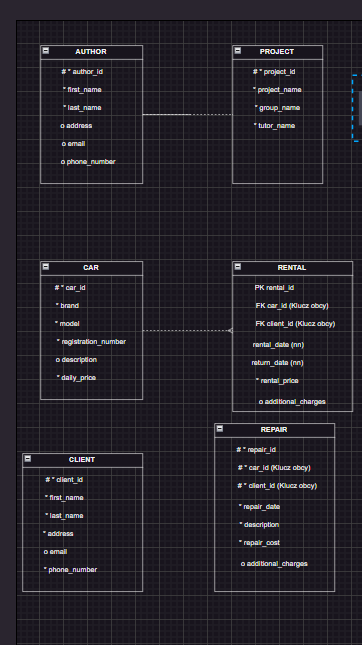 AUTHOR
# * author_id
* first_name
* last_name
o address
o email
o phone_number
PROJECT
# * project_id
* project_name
* group_name
* tutor_name
CAR
# * car_id
* brand
* model
* registration_number
o description
* daily_price
RENTAL
PK rental_id
FK car_id (Klucz obcy)
FK client_id (Klucz obcy)
rental_date (nn)
return_date (nn)
* rental_price
o additional_charges
CLIENT
# * client_id
* first_name
* last_name
* address
o email
* phone_number
REPAIR
# * repair_id
# * car_id (Klucz obcy)
# * client_id (Klucz obcy)
* repair_date
* description
* repair_cost
o additional_charges